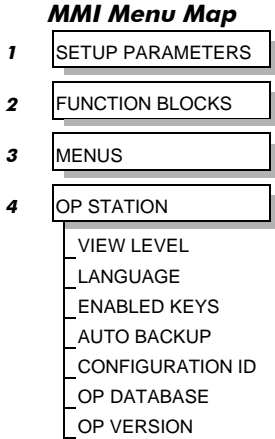 MMI Menu Map
1 SETUP PARAMETERS
2 FUNCTION BLOCKS
3 MENUS
4 OP STATION
VIEW LEVEL
LANGUAGE
ENABLED KEYS
AUTO BACKUP
CONFIGURATION ID
OP DATABASE
OP VERSION